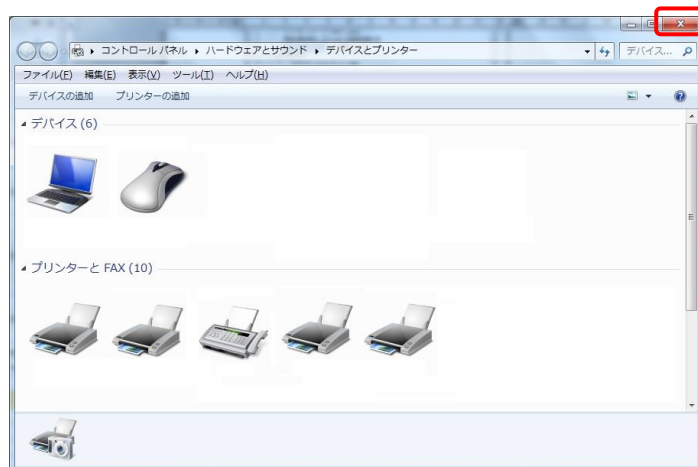 コントロール パネル ▸ ハードウェアとサウンド ▸ デバイスとプリンター
デバイス...
ファイル(F) 編集(E) 表示(V) ツール(T) ヘルプ(H)
デバイスの追加 プリンターの追加
デバイス (6)
プリンターと FAX (10)